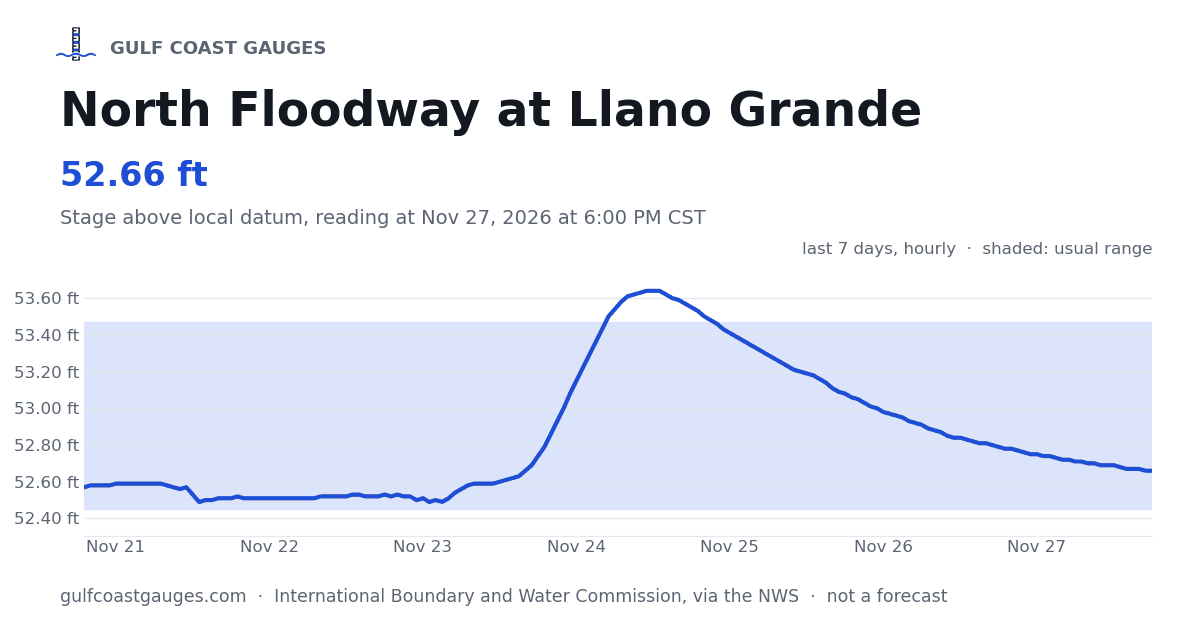 GULF COAST GAUGES
North Floodway at Llano Grande
52.66 ft
Stage above local datum, reading at Nov 27, 2026 at 6:00 PM CST
last 7 days, hourly · shaded: usual range
53.60 ft
53.40 ft
53.20 ft
53.00 ft
52.80 ft
52.60 ft
52.40 ft
Nov 21 Nov 22 Nov 23 Nov 24 Nov 25 Nov 26 Nov 27
gulfcoastgauges.com · International Boundary and Water Commission, via the NWS · not a forecast